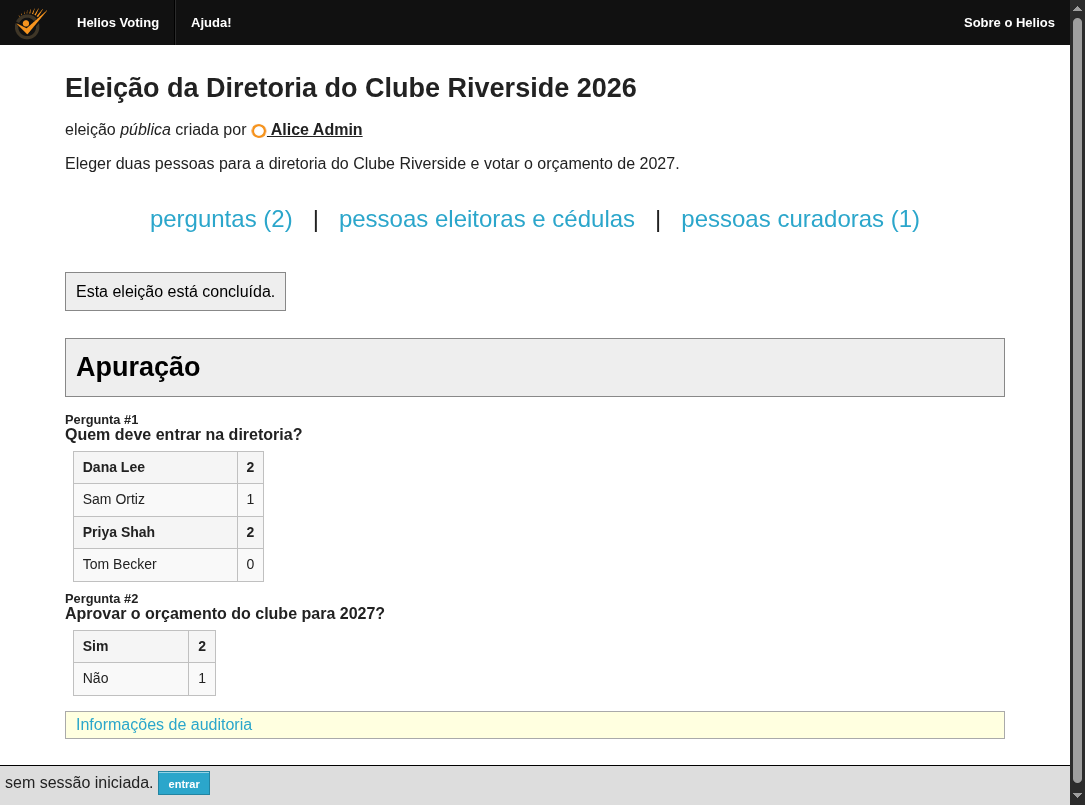 Helios Voting
Ajuda!
Sobre o Helios
Eleição da Diretoria do Clube Riverside 2026
eleição pública criada por Alice Admin
Eleger duas pessoas para a diretoria do Clube Riverside e votar o orçamento de 2027.
perguntas (2) | pessoas eleitoras e cédulas | pessoas curadoras (1)
Esta eleição está concluída.
Apuração
Pergunta #1
Quem deve entrar na diretoria?
Dana Lee 2
Sam Ortiz 1
Priya Shah 2
Tom Becker 0
Pergunta #2
Aprovar o orçamento do clube para 2027?
Sim 2
Não 1
Informações de auditoria
sem sessão iniciada. entrar